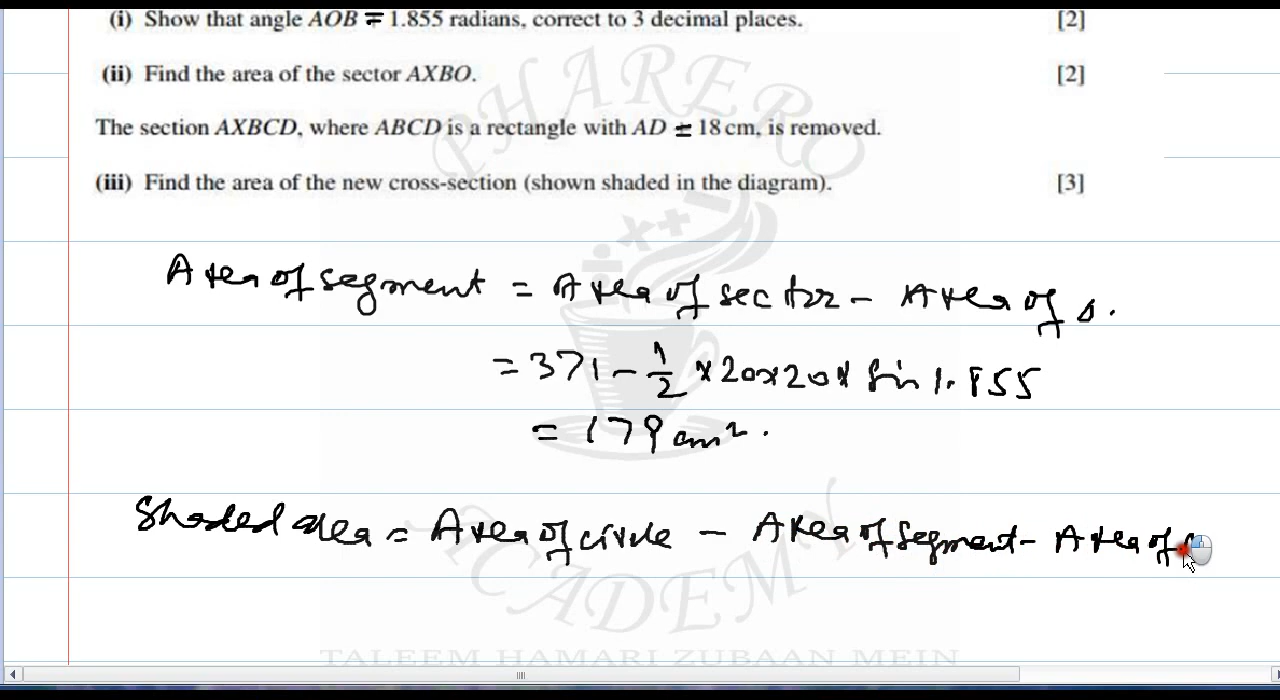 (i) Show that angle AOB = 1.855 radians, correct to 3 decimal places. [2]
(ii) Find the area of the sector AXBO. [2]
The section AXBCD, where ABCD is a rectangle with AD = 18 cm, is removed.
(iii) Find the area of the new cross-section (shown shaded in the diagram). [3]
Area of segment = Area of sector - Area of Δ.
= 371 - 1/2 × 20 × 20 × Sin 1.855
= 179 cm².
Shaded area = Area of circle - Area of segment - Area of
PHARERO
ACADEMY
TALEEM HAMARI ZUBAAN MEIN